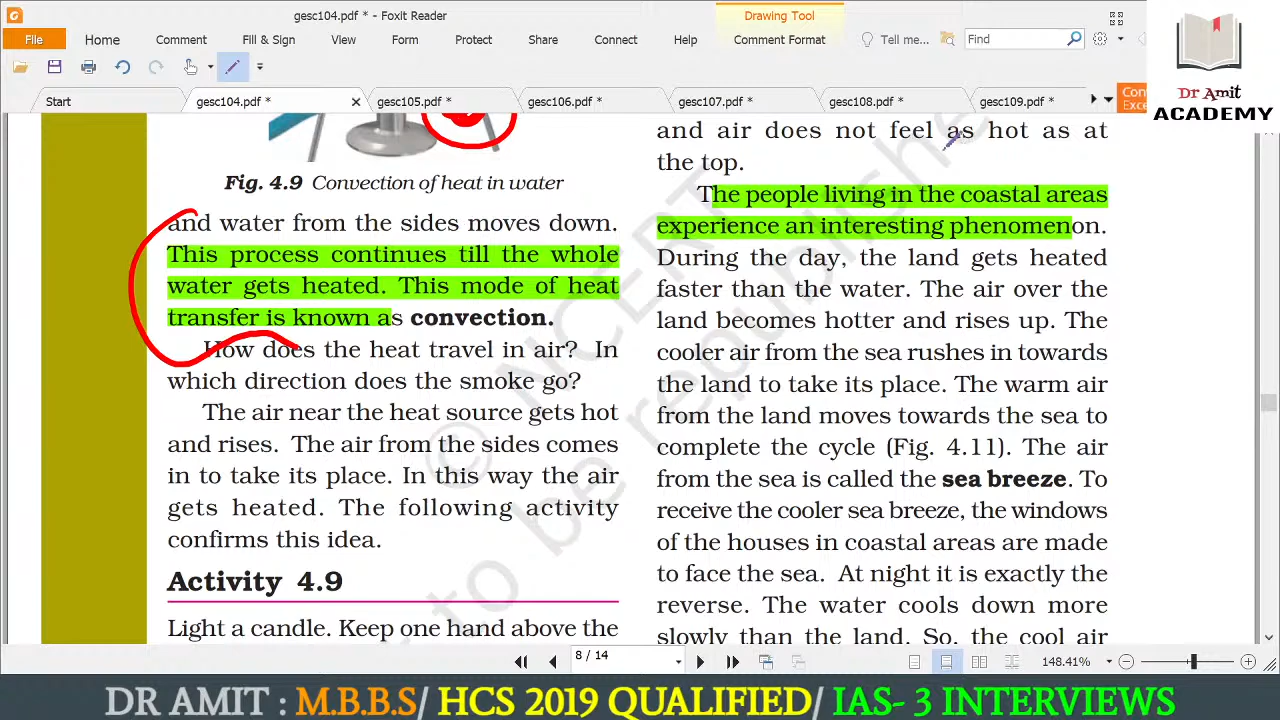 gesc104.pdf * - Foxit Reader
Drawing Tool
File Home Comment Fill & Sign View Form Protect Share Connect Help Comment Format Tell me... Find
Start gesc104.pdf * gesc105.pdf * gesc106.pdf * gesc107.pdf * gesc108.pdf * gesc109.pdf *
Dr Amit
ACADEMY
Fig. 4.9 Convection of heat in water
and water from the sides moves down.
This process continues till the whole
water gets heated. This mode of heat
transfer is known as convection.
How does the heat travel in air? In
which direction does the smoke go?
The air near the heat source gets hot
and rises. The air from the sides comes
in to take its place. In this way the air
gets heated. The following activity
confirms this idea.
Activity 4.9
Light a candle. Keep one hand above the
and air does not feel as hot as at
the top.
The people living in the coastal areas
experience an interesting phenomenon.
During the day, the land gets heated
faster than the water. The air over the
land becomes hotter and rises up. The
cooler air from the sea rushes in towards
the land to take its place. The warm air
from the land moves towards the sea to
complete the cycle (Fig. 4.11). The air
from the sea is called the sea breeze. To
receive the cooler sea breeze, the windows
of the houses in coastal areas are made
to face the sea. At night it is exactly the
reverse. The water cools down more
slowly than the land. So, the cool air
8 / 14
148.41%
DR AMIT : M.B.B.S/ HCS 2019 QUALIFIED/ IAS- 3 INTERVIEWS